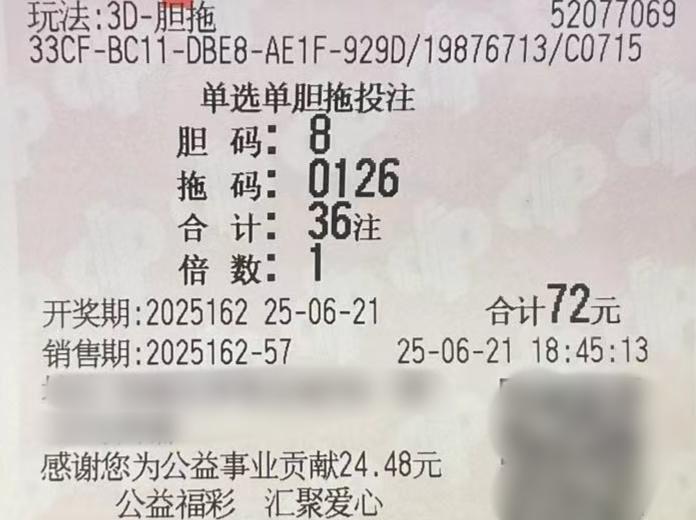 玩法:3D-胆拖 52077069
33CF-BC11-DBE8-AE1F-929D/19876713/C0715
单选单胆拖投注
胆 码: 8
拖 码: 0126
合 计: 36注
倍 数: 1
开奖期:2025162 25-06-21 合计72元
销售期:2025162-57 25-06-21 18:45:13
感谢您为公益事业贡献24.48元
公益福彩 汇聚爱心